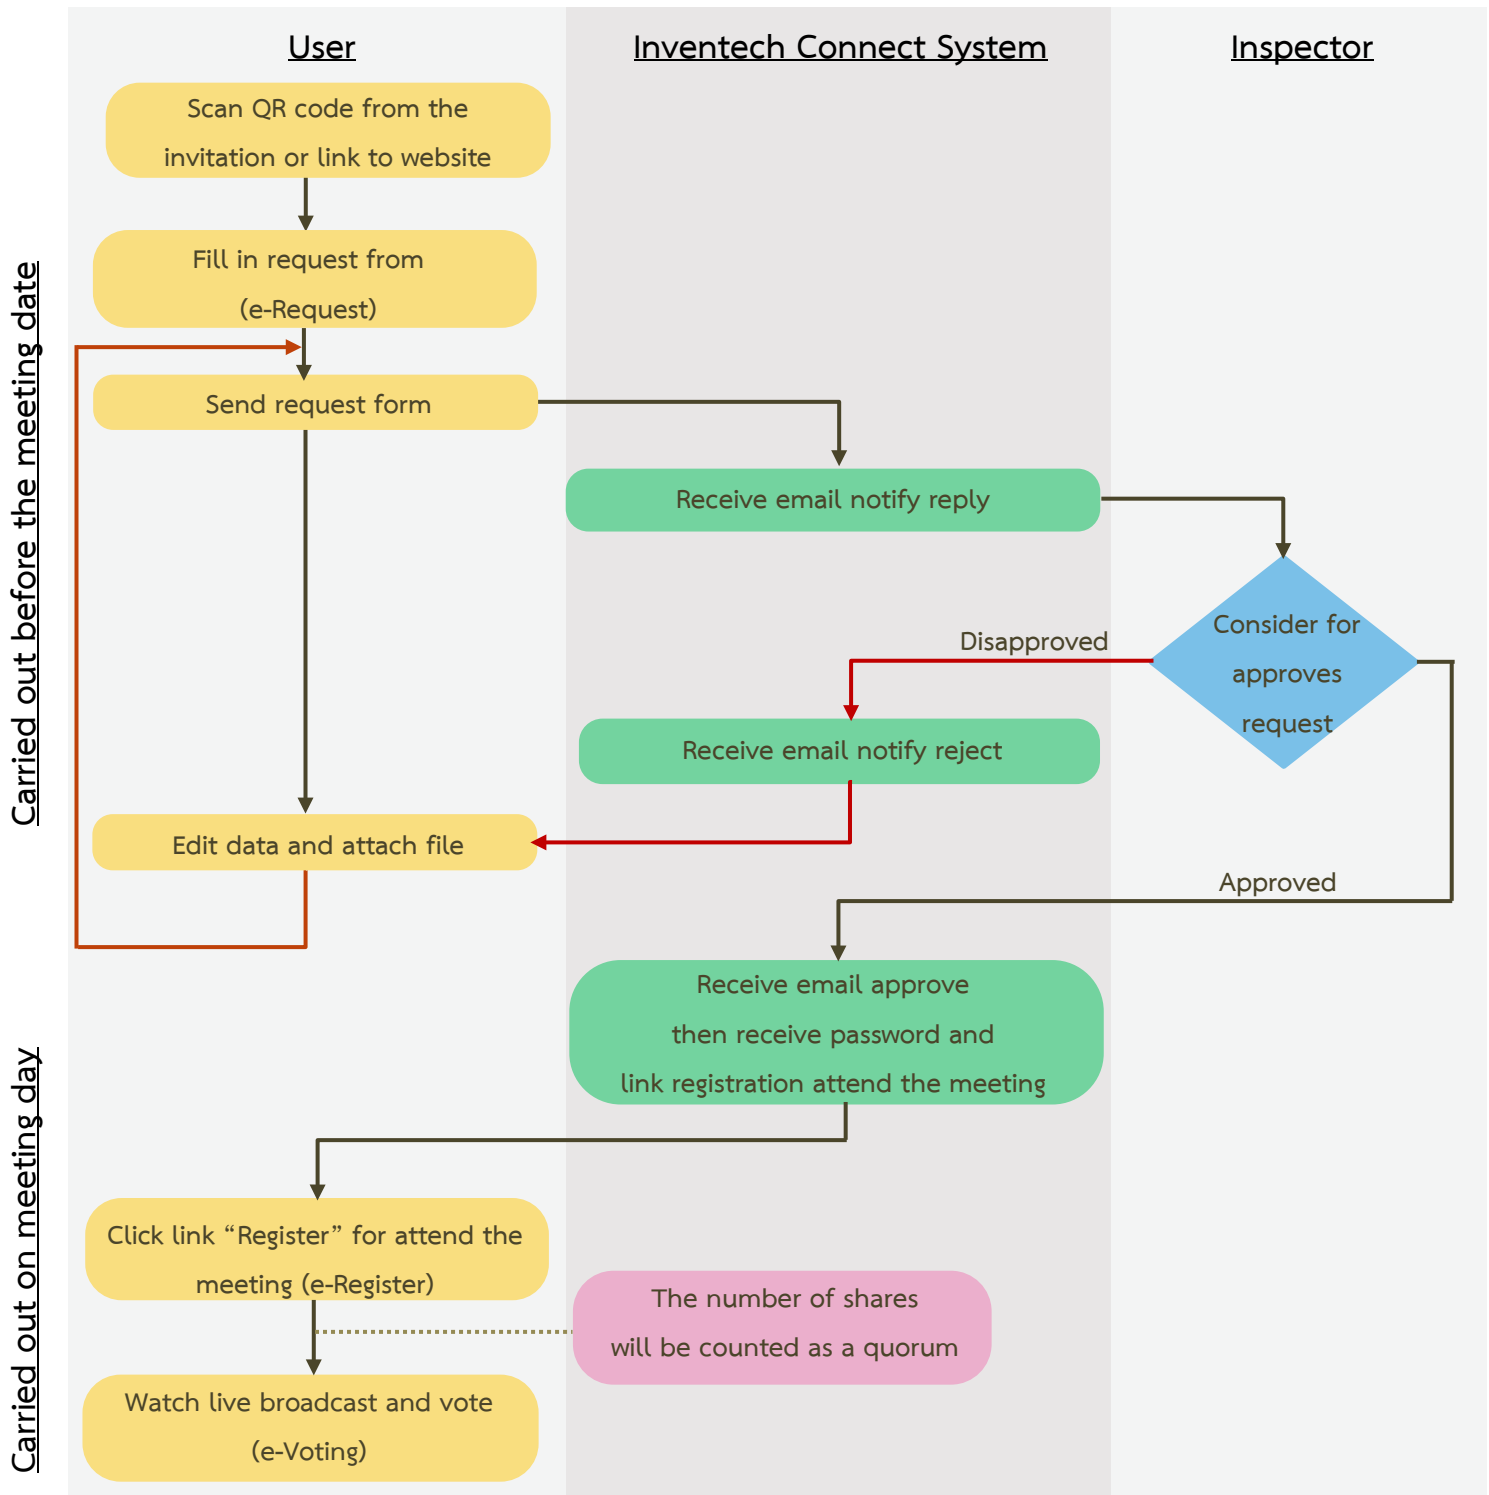 User
Inventech Connect System
Inspector
Scan QR code from the
invitation or link to website
Fill in request from
(e-Request)
Send request form
Receive email notify reply
Consider for
approves
request
Disapproved
Receive email notify reject
Edit data and attach file
Approved
Receive email approve
then receive password and
link registration attend the meeting
Click link “Register” for attend the
meeting (e-Register)
The number of shares
will be counted as a quorum
Watch live broadcast and vote
(e-Voting)
Carried out before the meeting date
Carried out on meeting day